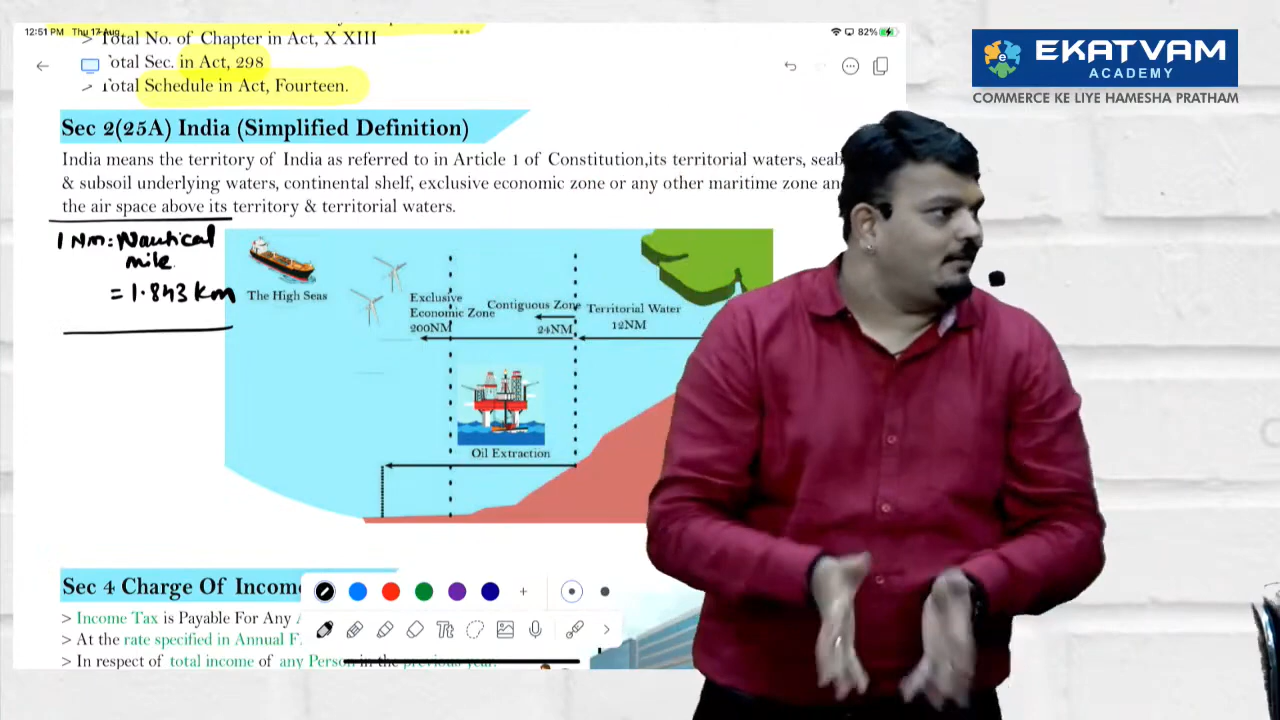 12:51 PM Thu 17 Aug
82%
> Total No. of Chapter in Act, X XIII
otal Sec. in Act, 298
> Total Schedule in Act, Fourteen.
EKATVAM
ACADEMY
COMMERCE KE LIYE HAMESHA PRATHAM
Sec 2(25A) India (Simplified Definition)
India means the territory of India as referred to in Article 1 of Constitution,its territorial waters, seab
& subsoil underlying waters, continental shelf, exclusive economic zone or any other maritime zone an
the air space above its territory & territorial waters.
1 Nm: Nautical
mile
= 1.843 Km
The High Seas
Exclusive
Economic Zone
200NM
Contiguous Zone
24NM
Territorial Water
12NM
Oil Extraction
Sec 4 Charge Of Income
> Income Tax is Payable For Any
> At the rate specified in Annual F
> In respect of total income of any Person in the previous year.